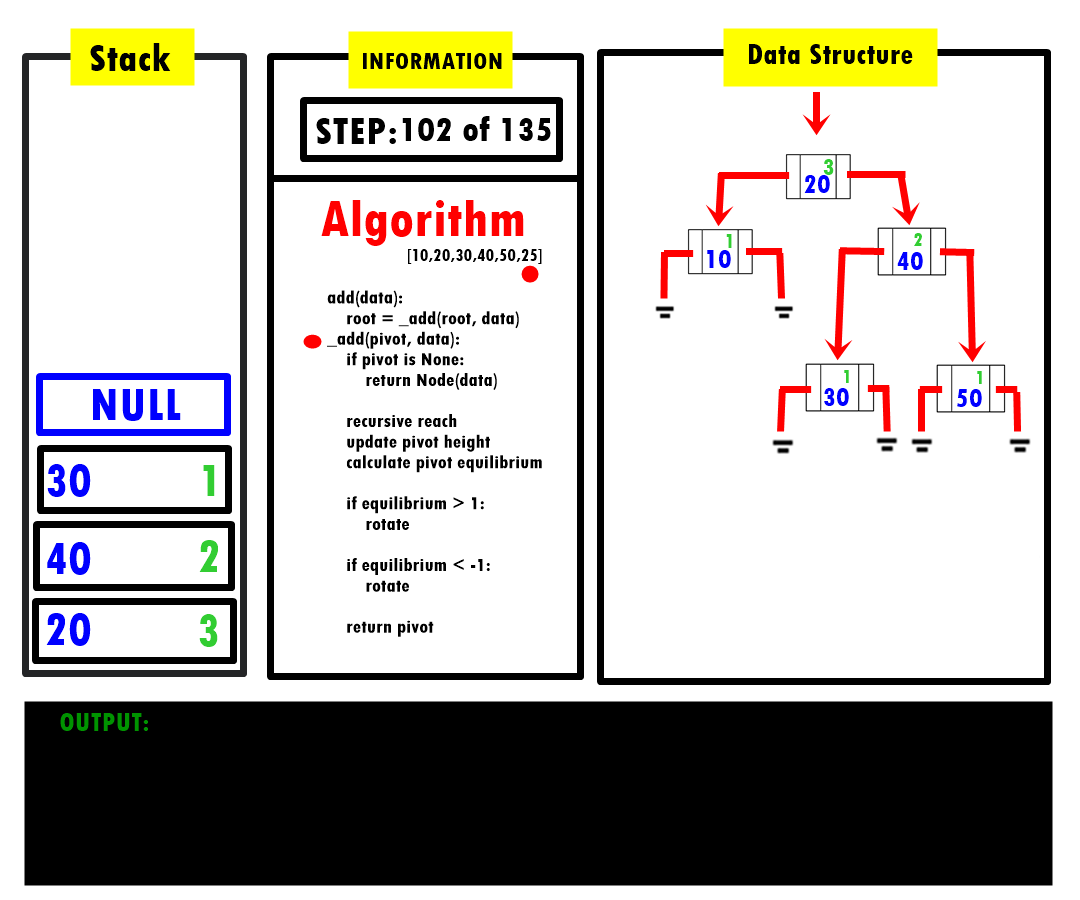 Stack
NULL
30 1
40 2
20 3
INFORMATION
STEP:102 of 135
Algorithm
[10,20,30,40,50,25]
add(data):
root = _add(root, data)
_add(pivot, data):
if pivot is None:
return Node(data)
recursive reach
update pivot height
calculate pivot equilibrium
if equilibrium > 1:
rotate
if equilibrium < -1:
rotate
return pivot
Data Structure
3
20
1
10
2
40
1
30
1
50
OUTPUT: